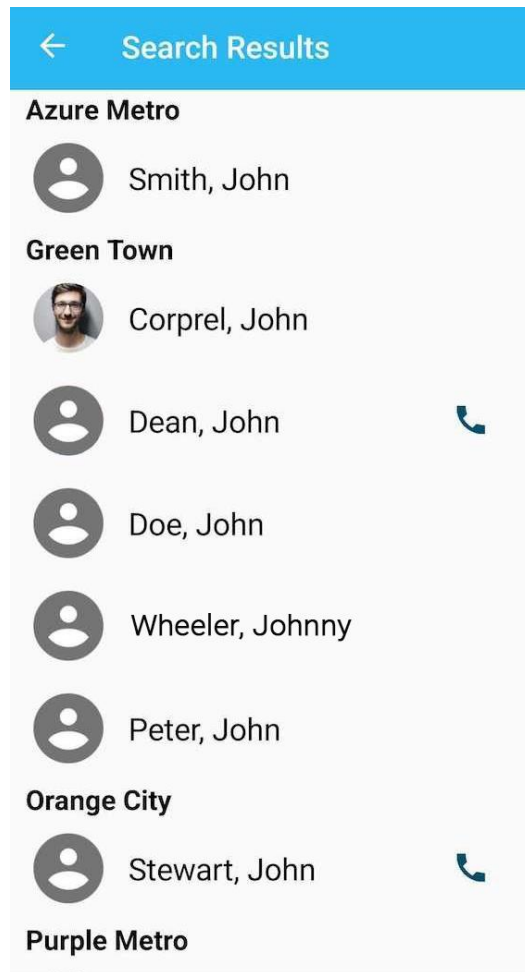 Search Results
Azure Metro
Smith, John
Green Town
Corprel, John
Dean, John
Doe, John
Wheeler, Johnny
Peter, John
Orange City
Stewart, John
Purple Metro